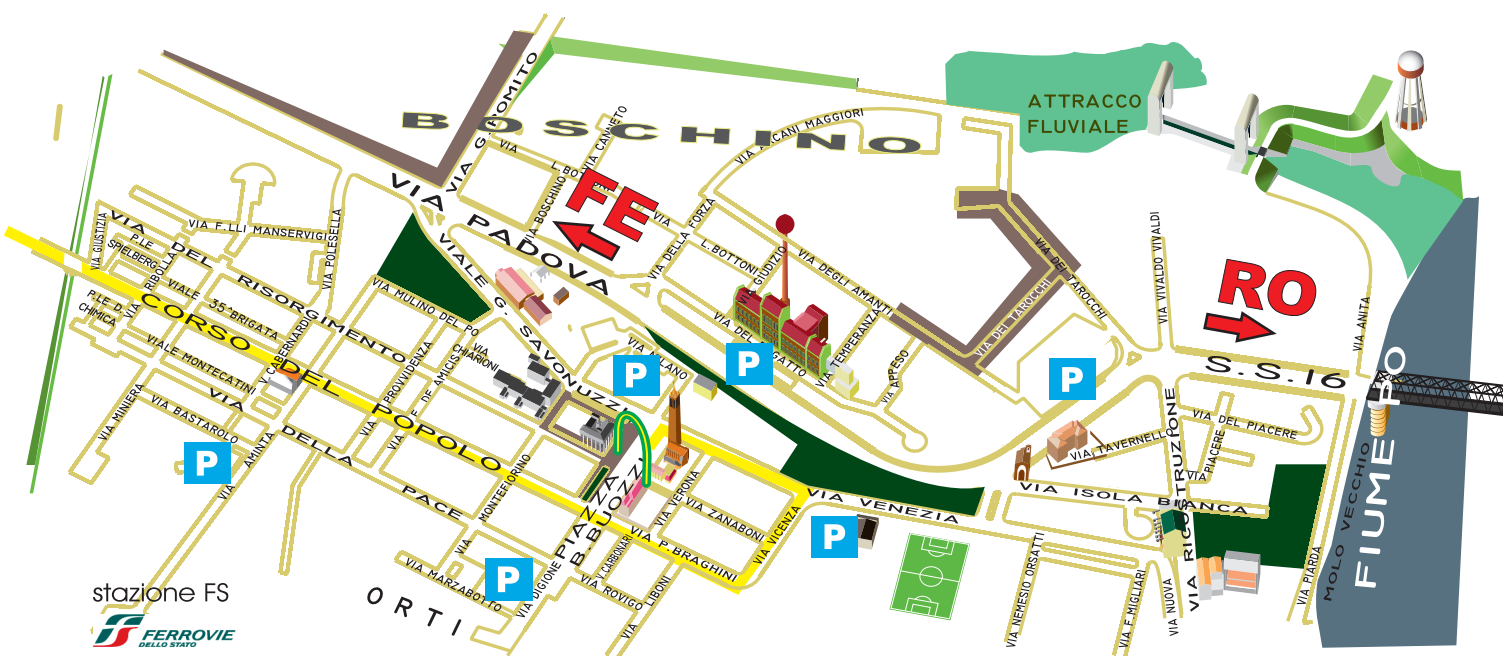 BOSCHINO
ATTRACCO
FLUVIALE
VIA G. POMITO
VIA CANNETO
VIA ARCANI MAGGIORI
VIA L. BOTTONI
VIA BOSCHINO
FE
VIA PADOVA
VIA DELLA FORZA
L. BOTTONI
VIA GIUDIZIO
VIA DEGLI AMANTI
VIA DEI TAROCCHI
VIA DEI TAROCCHI
VIA VIVALDO VIVALDI
RO
VIA ANITA
S.S.16
VIA GIUSTIZIA
VIA DEL RISORGIMENTO
P.LE
SPIELBERG
VIA RIBOLLA
VIA F.LLI MANSERVIGI
VIA POLESELLA
VIALE G. SAVONUZZI
VIA MULINO DEL PO
VIALE 35ªBRIGATA
P.LE D.
CHIMICA
CORSO DEL POPOLO
VIALE MONTECATINI
V. CABERNARDI
VIA PROVVIDENZA
VIA F. DE AMICIS
VIA
CHIARIONI
VIA MILANO
P
P
P
VIA TEMPERANZA
VIA APPESO
VIA MINIERA
VIA BASTAROLO
P
VIA AMINTA
VIA DELLA PACE
VIA MONTEFIORINO
PIAZZA
B. BUOZZI
VIA VERONA
VIA ZANABONI
VIA P. BRAGHINI
VIA VICENZA
VIA VENEZIA
P
VIA ISOLA BIANCA
VIA TAVERNELLE
VIA DEL PIACERE
VIA PIACERE
VIA RICOSTRUZIONE
MOLO VECCHIO
FIUME PO
VIA PIARDA
VIA NEMESIO ORSATTI
VIA F. MIGLIARI
VIA NUOVA
P
VIA MARZABOTTO
VIA DIGIONE
V. CARBONARI
VIA ROVIGO
VIA LIBONI
ORTI
stazione FS
FERROVIE
DELLO STATO